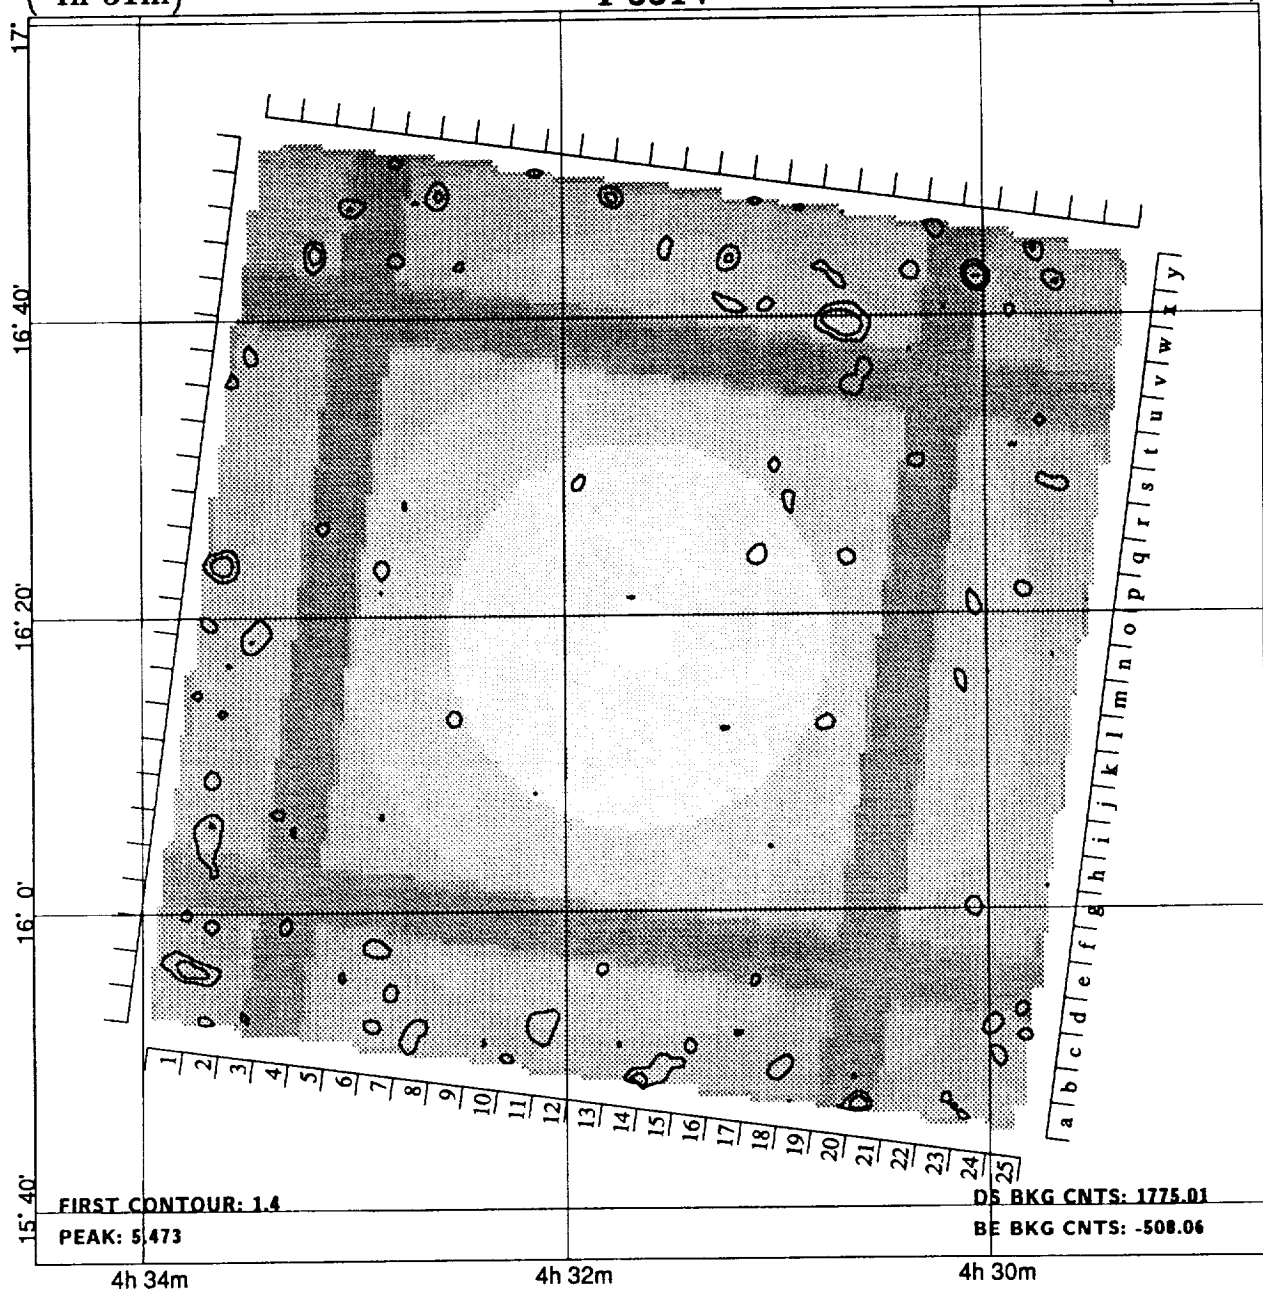 17°
16° 40'
16° 20'
16° 0'
15° 40'
y
x
w
v
u
t
s
r
q
p
o
n
m
l
k
j
i
h
g
f
e
d
c
b
a
1 2 3 4 5 6 7 8 9 10 11 12 13 14 15 16 17 18 19 20 21 22 23 24 25
FIRST CONTOUR: 1.4
PEAK: 5.473
DS BKG CNTS: 1775.01
BE BKG CNTS: -508.06
4h 34m
4h 32m
4h 30m